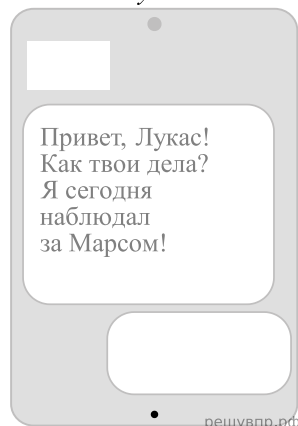 Привет, Лукас!
Как твои дела?
Я сегодня
наблюдал
за Марсом!
решувпр.рф